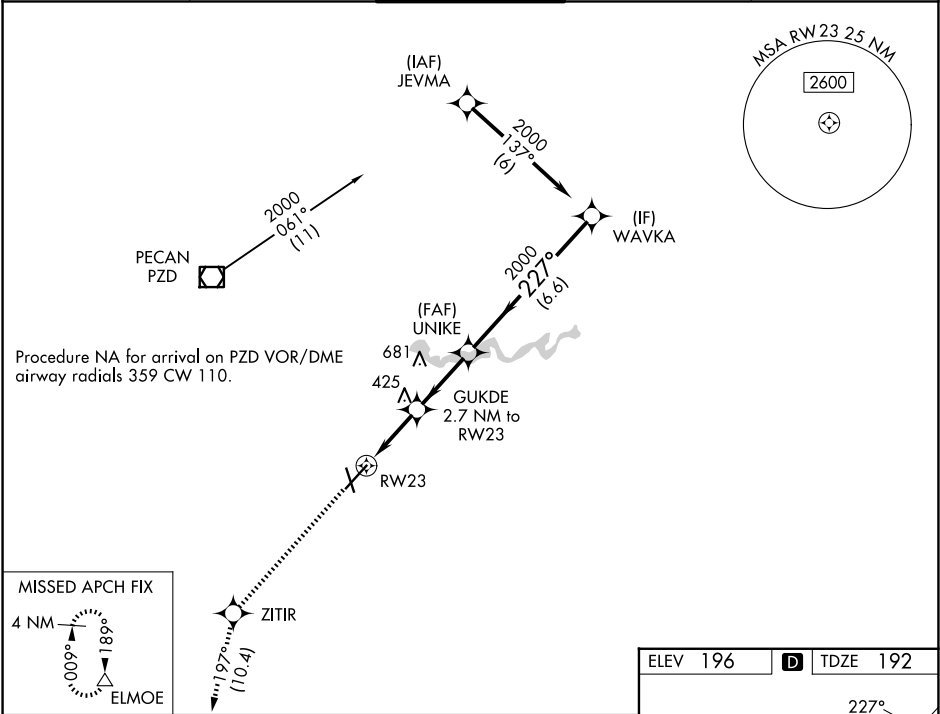 MSA RW 23 25 NM
2600
(IAF)
JEVMA
2000
137°
(6)
2000
061°
(11)
(IF)
WAVKA
PECAN
PZD
2000
227°
(6.6)
(FAF)
UNIKE
Procedure NA for arrival on PZD VOR/DME
airway radials 359 CW 110.
681
425
GUKDE
2.7 NM to
RW23
RW23
MISSED APCH FIX
4 NM
009°
189°
ELMOE
ZITIR
197°
(10.4)
ELEV 196 D TDZE 192
227°